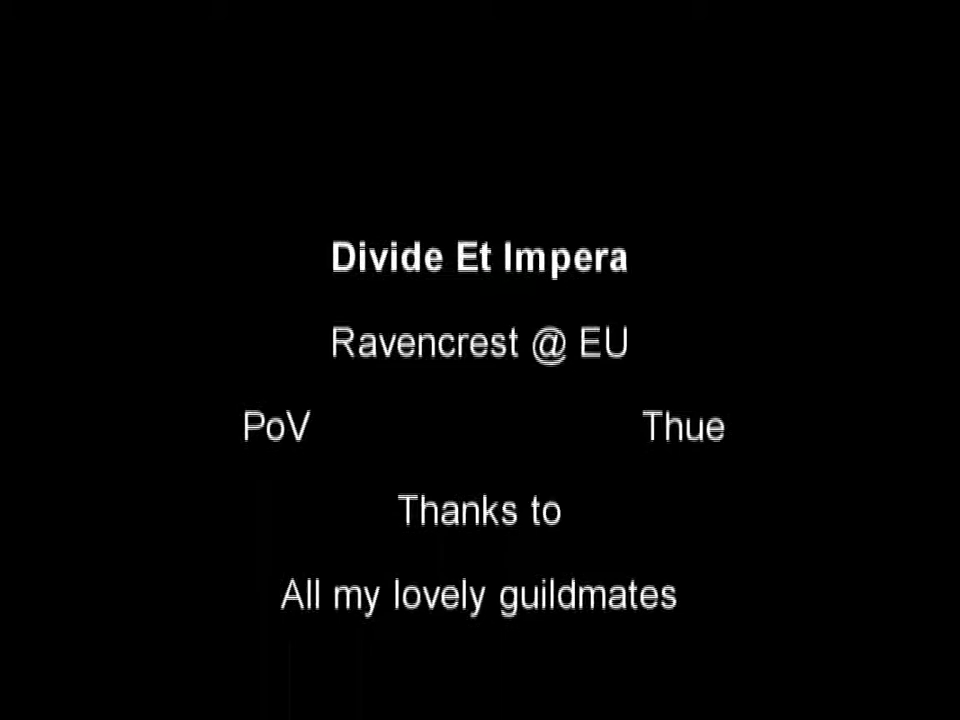 Divide Et Impera
Ravencrest @ EU
PoV Thue
Thanks to
All my lovely guildmates